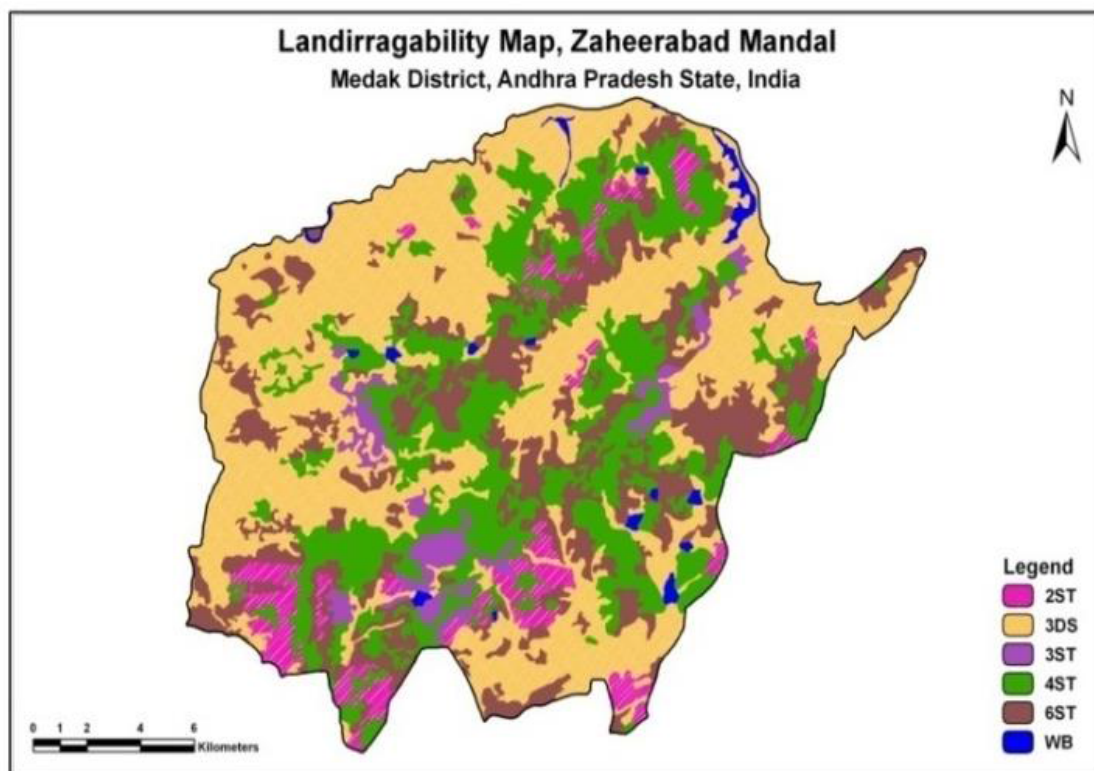 Landirragability Map, Zaheerabad Mandal
Medak District, Andhra Pradesh State, India
N
Legend
2ST
3DS
3ST
4ST
6ST
WB
0 1 2 4 6
Kilometers